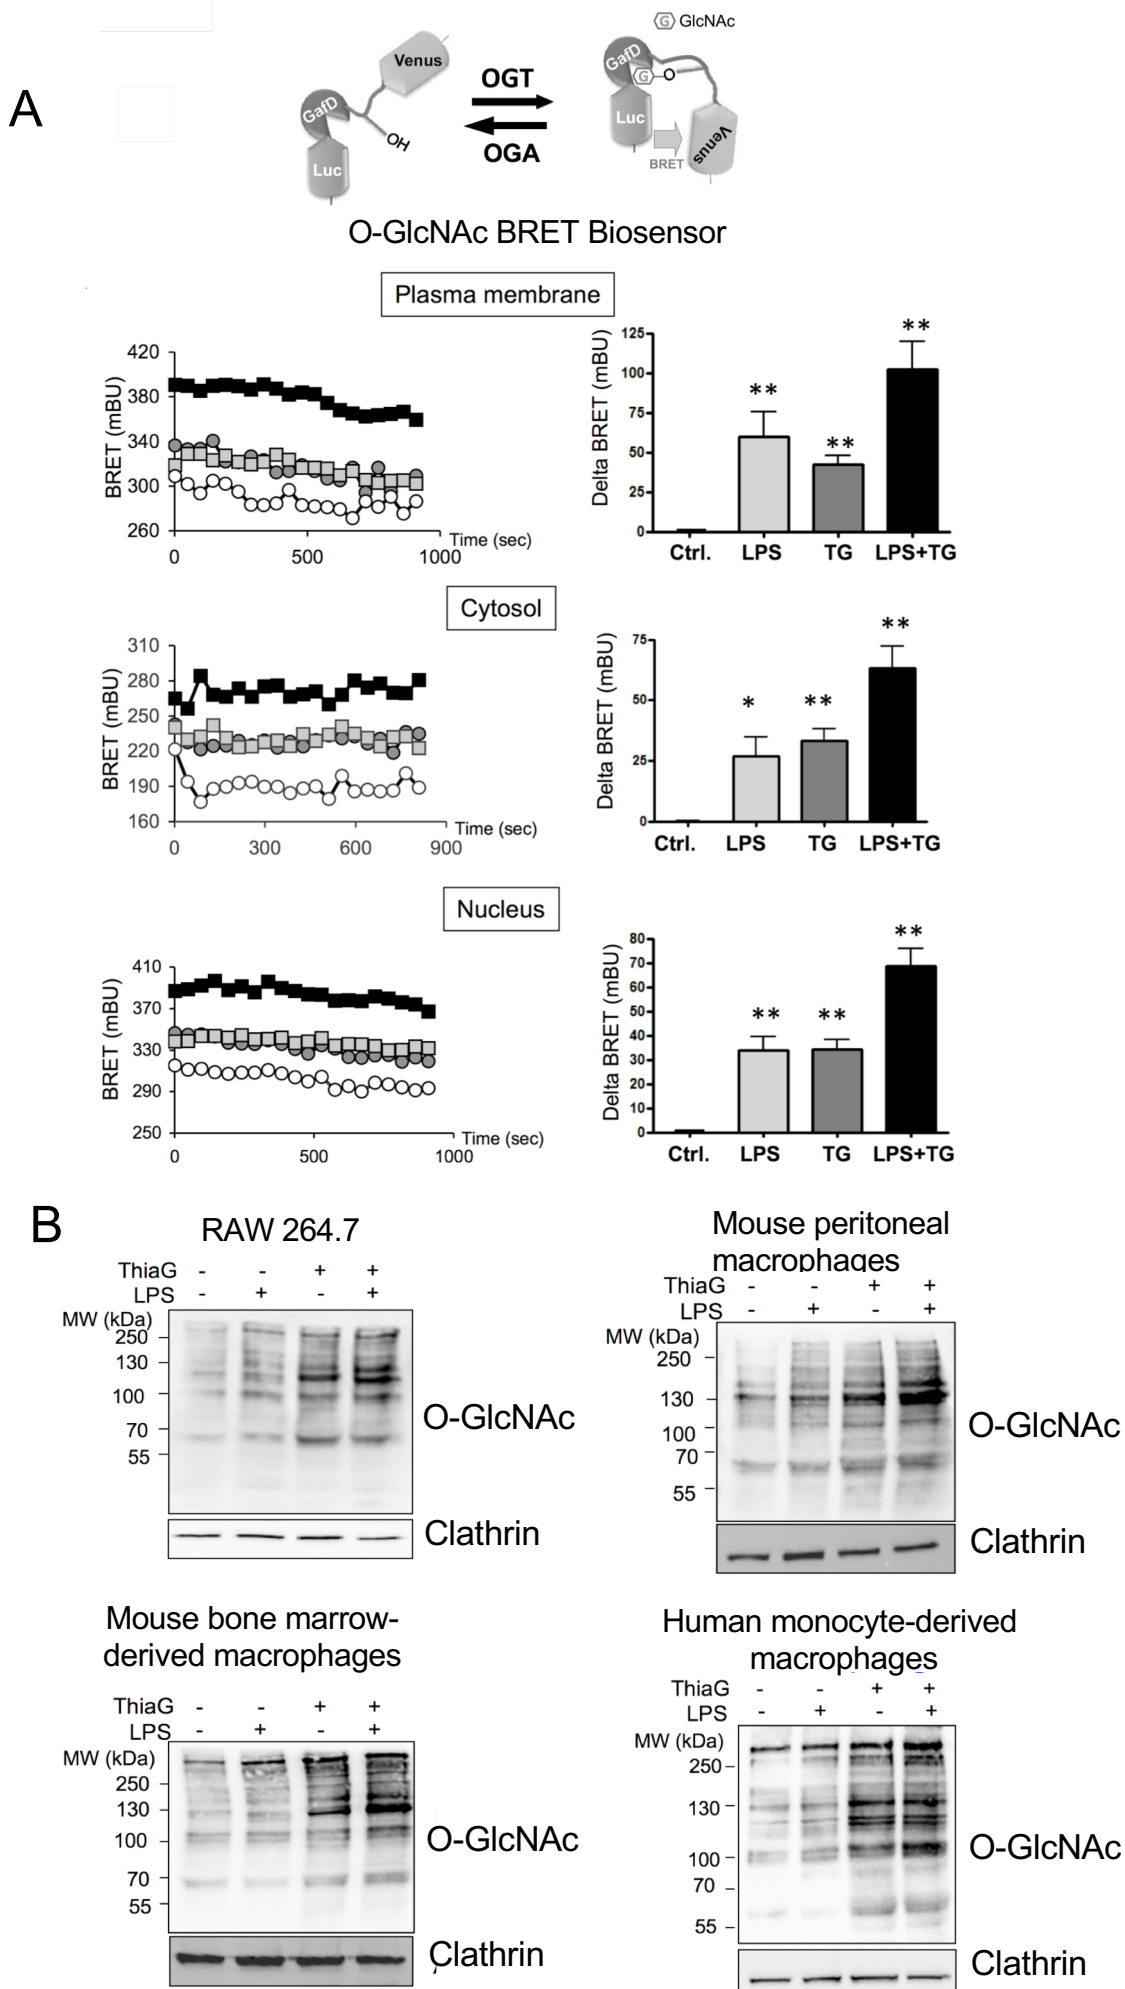 A
GafD
Venus
OH
Luc
OGT
OGA
G GlcNAc
GafD
G O
Luc
BRET
Venus
O-GlcNAc BRET Biosensor
Plasma membrane
BRET (mBU)
420
380
340
300
260
0 500 1000
Time (sec)
Delta BRET (mBU)
125
100
75
50
25
0
** ** **
Ctrl. LPS TG LPS+TG
Cytosol
BRET (mBU)
310
280
250
220
190
160
0 300 600 900
Time (sec)
Delta BRET (mBU)
75
50
25
0
* ** **
Ctrl. LPS TG LPS+TG
Nucleus
BRET (mBU)
410
370
330
290
250
0 500 1000
Time (sec)
Delta BRET (mBU)
80
70
60
50
40
30
20
10
0
** ** **
Ctrl. LPS TG LPS+TG
B
RAW 264.7
ThiaG - - + +
LPS - + - +
MW (kDa)
250
130
100
70
55
O-GlcNAc
Clathrin
Mouse peritoneal
macrophages
ThiaG - - + +
LPS - + - +
MW (kDa)
250
130
100
70
55
O-GlcNAc
Clathrin
Mouse bone marrow-
derived macrophages
ThiaG - - + +
LPS - + - +
MW (kDa)
250
130
100
70
55
O-GlcNAc
Clathrin
Human monocyte-derived
macrophages
ThiaG - - + +
LPS - + - +
MW (kDa)
250
130
100
70
55
O-GlcNAc
Clathrin